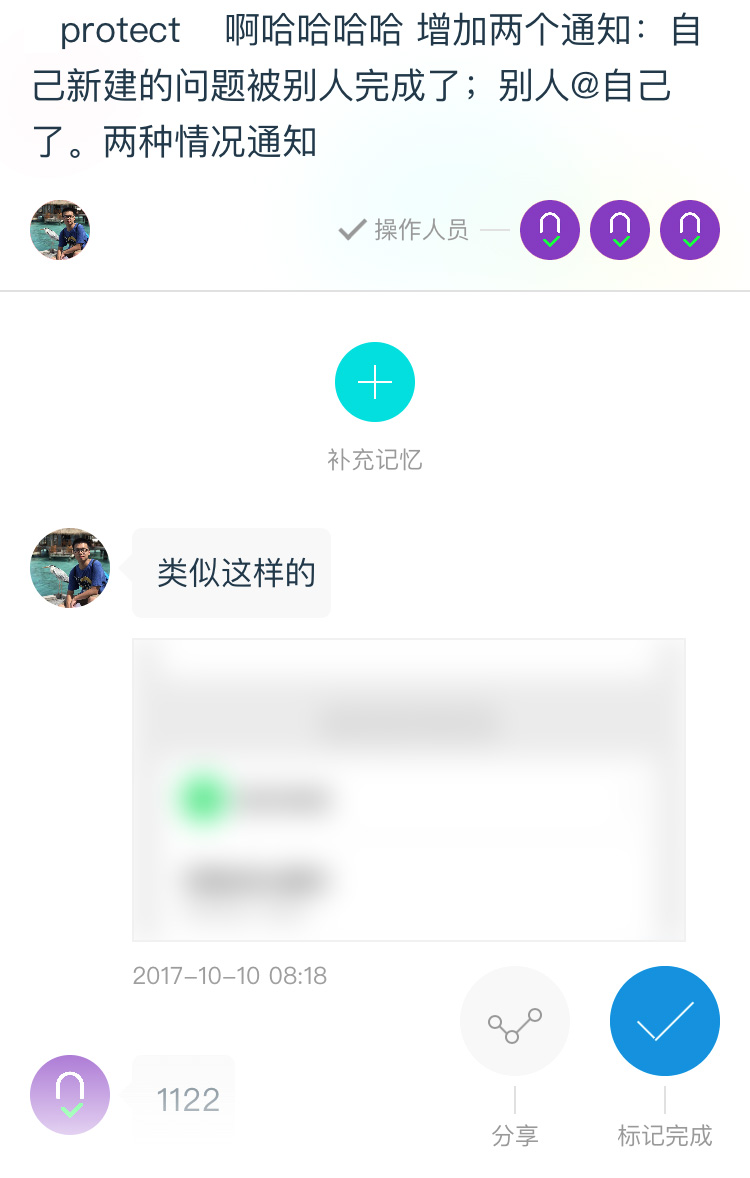 protect 啊哈哈哈哈 增加两个通知：自
己新建的问题被别人完成了；别人@自己
了。两种情况通知
操作人员
补充记忆
类似这样的
2017-10-10 08:18
1122
分享
标记完成